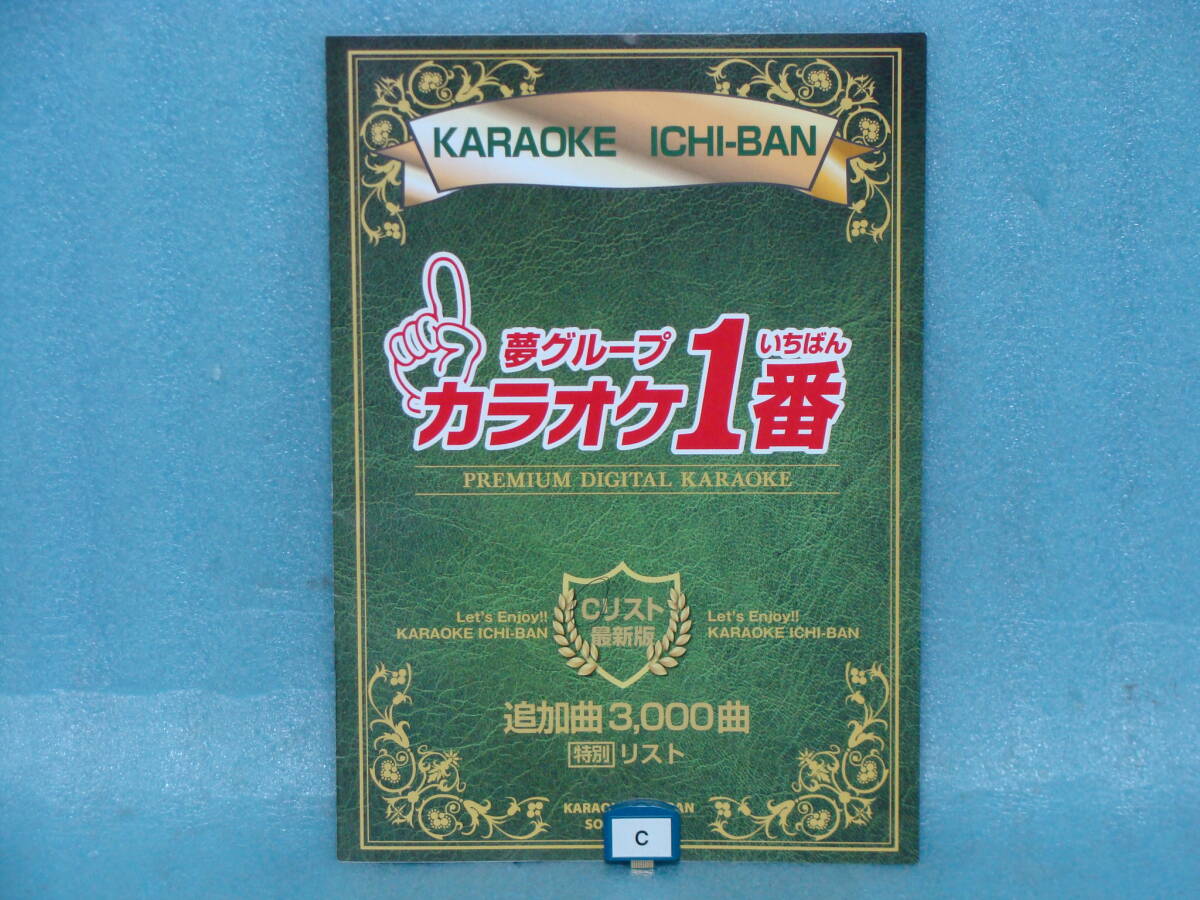 KARAOKE ICHI-BAN
夢グループ
いちばん
カラオケ1番
PREMIUM DIGITAL KARAOKE
Let's Enjoy!!
KARAOKE ICHI-BAN
Cリスト
最新版
Let's Enjoy!!
KARAOKE ICHI-BAN
追加曲3,000曲
特別 リスト
C